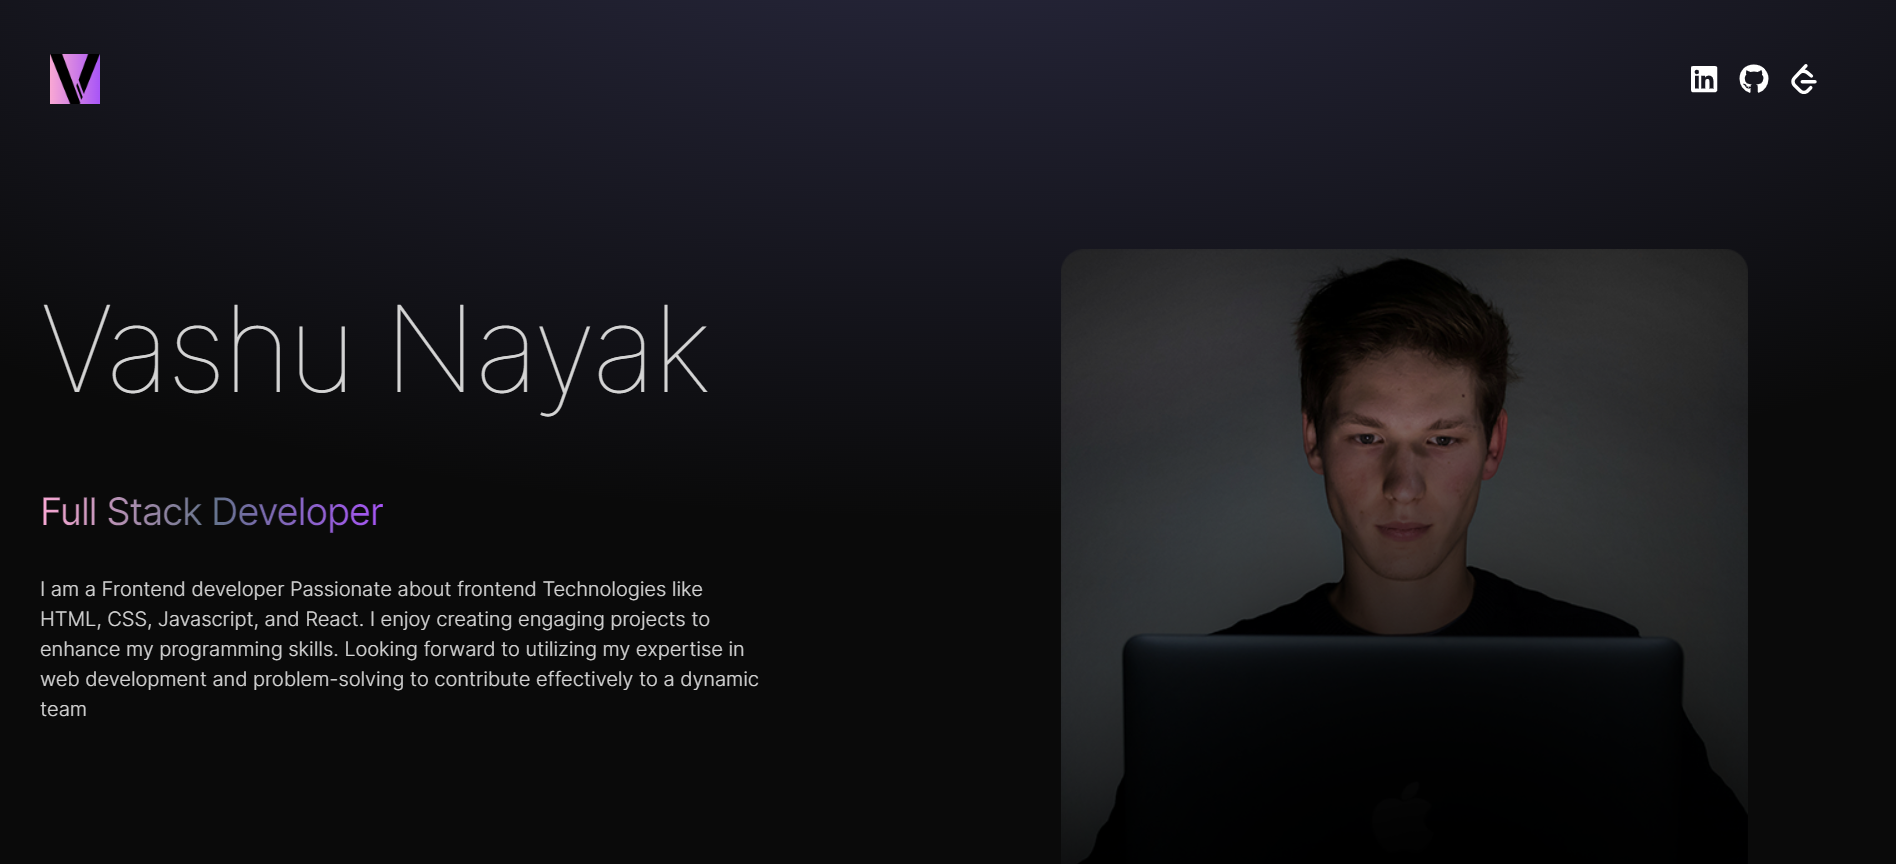 Vashu Nayak
Full Stack Developer
I am a Frontend developer Passionate about frontend Technologies like
HTML, CSS, Javascript, and React. I enjoy creating engaging projects to
enhance my programming skills. Looking forward to utilizing my expertise in
web development and problem-solving to contribute effectively to a dynamic
team